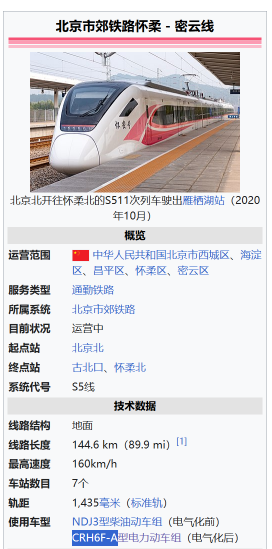 北京市郊铁路怀柔 - 密云线
怀密号
北京北开往怀柔北的S511次列车驶出雁栖湖站（2020
年10月）
概览
运营范围 中华人民共和国北京市西城区、海淀
区、昌平区、怀柔区、密云区
服务类型 通勤铁路
所属系统 北京市郊铁路
目前状况 运营中
起点站 北京北
终点站 古北口、怀柔北
系统代号 S5线
技术数据
线路结构 地面
线路长度 144.6 km（89.9 mi）[1]
最高速度 160km/h
车站数目 7个
轨距 1,435毫米（标准轨）
使用车型 NDJ3型柴油动车组（电气化前）
CRH6F-A型电力动车组（电气化后）